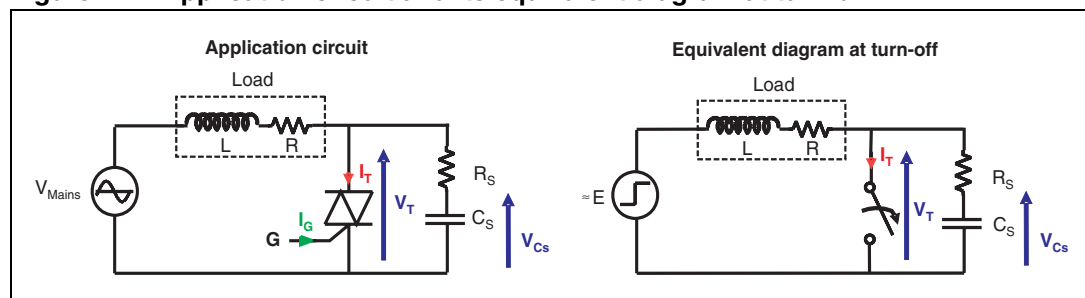 Application circuit
Equivalent diagram at turn-off
Load
Load
L
R
L
R
I_T
I_T
R_S
R_S
V_Mains
≈E
V_T
V_T
I_G
C_S
C_S
G
V_Cs
V_Cs